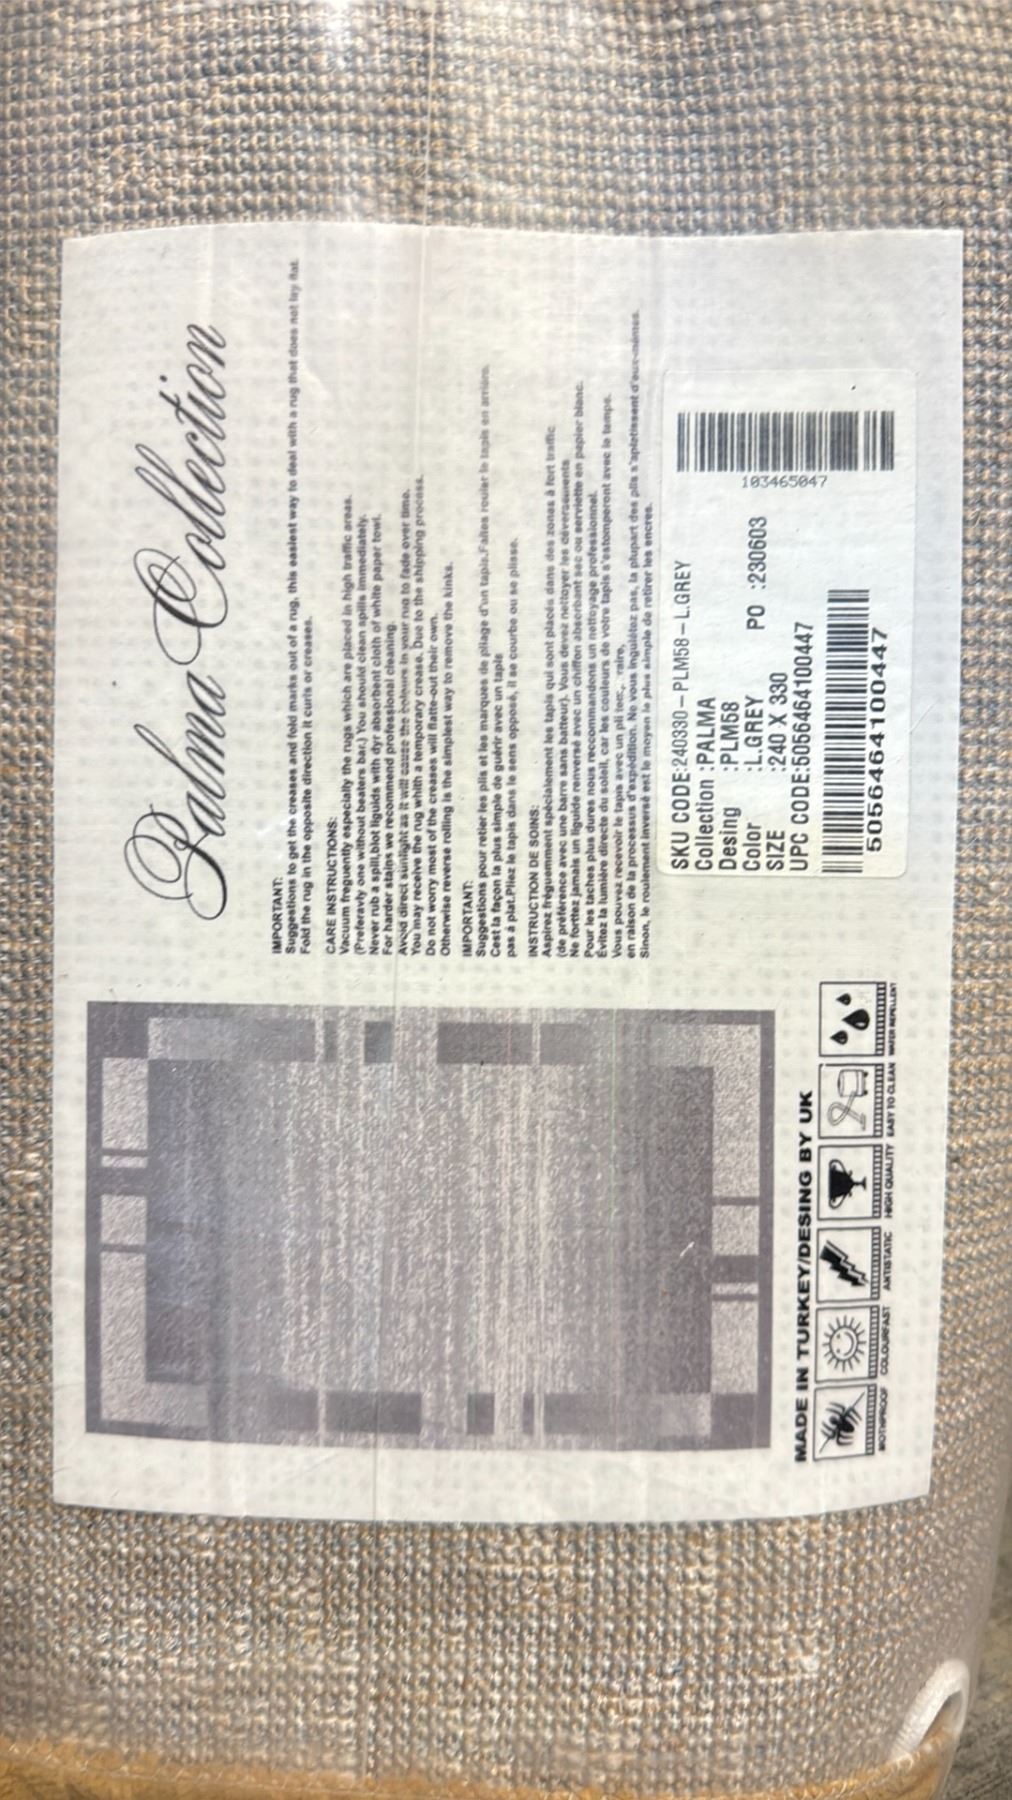 Palma Collection
IMPORTANT:
Suggestions to get the creases and fold marks out of a rug, this easiest way to deal with a rug that does not lay flat.
Fold the rug in the opposite direction it curls or creases.
CARE INSTRUCTIONS:
Vacuum freguently especially the rugs which are placed in high traffic areas.
(Preferavly one without beaters bar.) You should clean spills immediately.
Never rub a spill,blot liguids with dyr absorbent cloth of white paper towl.
For harder stains we recommend professional cleaning.
Avoid direct sunlight as it will cause the colours in your rug to fade over time.
You may receive the rug whith a temporary crease. Due to the shipping process.
Do not worry most of the creases will flatte-out their own.
Otherwise reverse rolling is the simplest way to remove the kinks.
IMPORTANT:
Suggestions pour retier les plis et les marques de pliage d'un tapis.Faites rouler le tapis en arrière.
Cest la façon la plus simple de guérir avec un tapis
pas à plat.Pliez le tapis dans le sens opposé, il se courbe ou se plisse.
INSTRUCTION DE SOINS:
Aspirez fréguemment spécialement les tapis qui sont placés dans des zones à fort traffic
(de préférence avec une barre sans batteur). Vous devez nettoyer les déversements
Ne forttez jamais un liguide renversé avec un chiffon absorbant sec ou serviette en papier blanc.
Pour les taches plus dures nous reccommandons un nettoyage professionnel.
Évitez la lumière directe du soleil, car les couleurs de votre tapis s'estomperont avec le temps.
Vous pouvez recevoir le tapis avec un pli
en raison de la processus d'expédition. Ne vous inguiétez pas, la plupart des plis s'aplatissent d'eux-mêmes.
Sinon, le roulement inversé est le moyen le plus simple de retirer les encres.
SKU CODE:240330-PLM58-L.GREY
Collection :PALMA
Desing :PLM58
Color :L.GREY PO :230603
SIZE :240 X 330
UPC CODE:5056464100447
5056464100447
103465047
MADE IN TURKEY/DESING BY UK
MOTHPROOF COLOURFAST ANTISTATIC HIGH QUALITY EASY TO CLEAN WATER REPELLENT